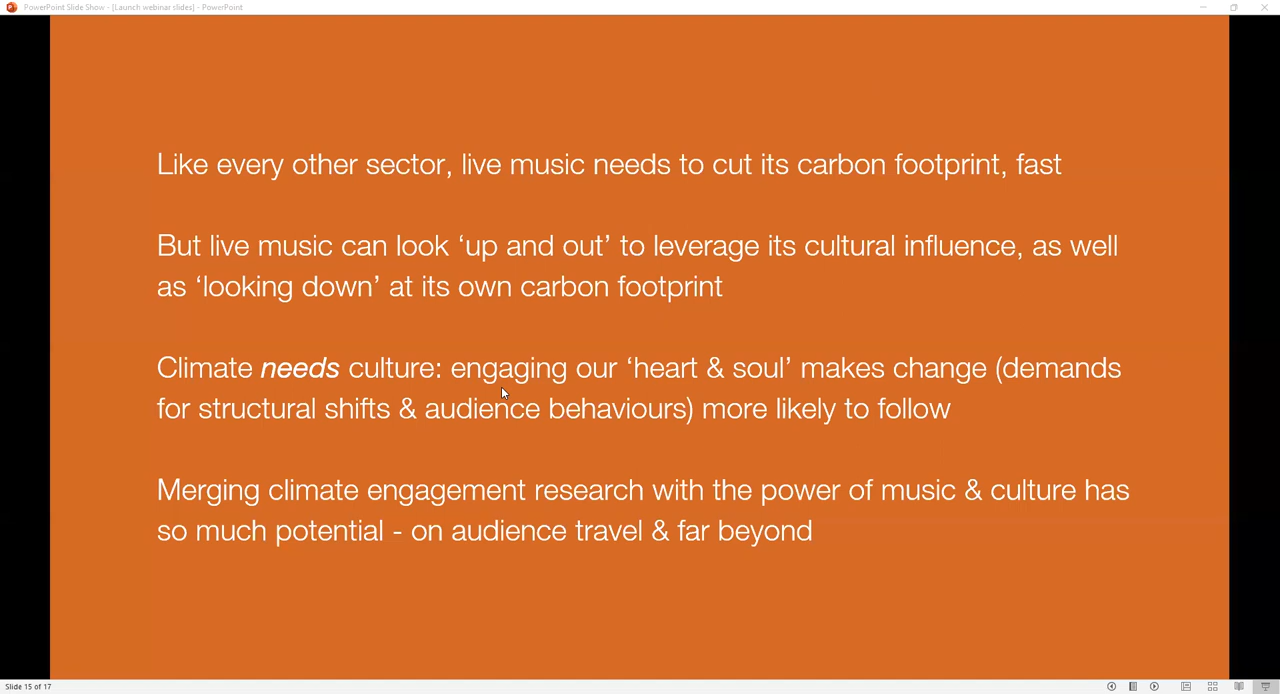 PowerPoint Slide Show - [Launch webinar slides] - PowerPoint
Like every other sector, live music needs to cut its carbon footprint, fast
But live music can look ‘up and out’ to leverage its cultural influence, as well
as ‘looking down’ at its own carbon footprint
Climate needs culture: engaging our ‘heart & soul’ makes change (demands
for structural shifts & audience behaviours) more likely to follow
Merging climate engagement research with the power of music & culture has
so much potential - on audience travel & far beyond
Slide 15 of 17